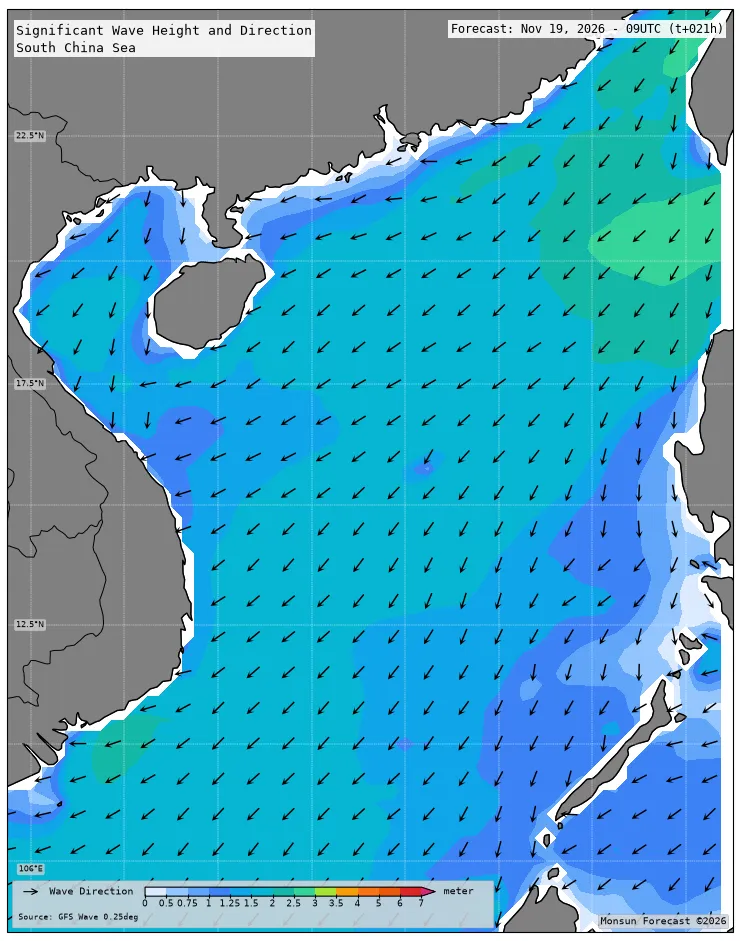 Significant Wave Height and Direction
South China Sea
Forecast: Nov 19, 2026 - 09UTC (t+021h)
22.5°N
17.5°N
12.5°N
106°E
Wave Direction
0 0.5 0.75 1 1.25 1.5 2 2.5 3 3.5 4 5 6 7
meter
Source: GFS Wave 0.25deg
Monsun Forecast ©2026